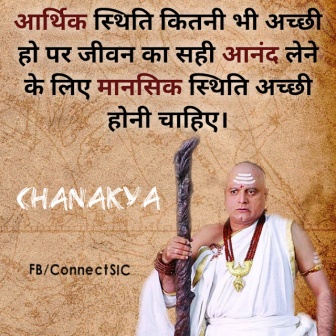 आर्थिक स्थिति कितनी भी अच्छी
हो पर जीवन का सही आनंद लेने
के लिए मानसिक स्थिति अच्छी
होनी चाहिए।
CHANAKYA
FB/ConnectSIC